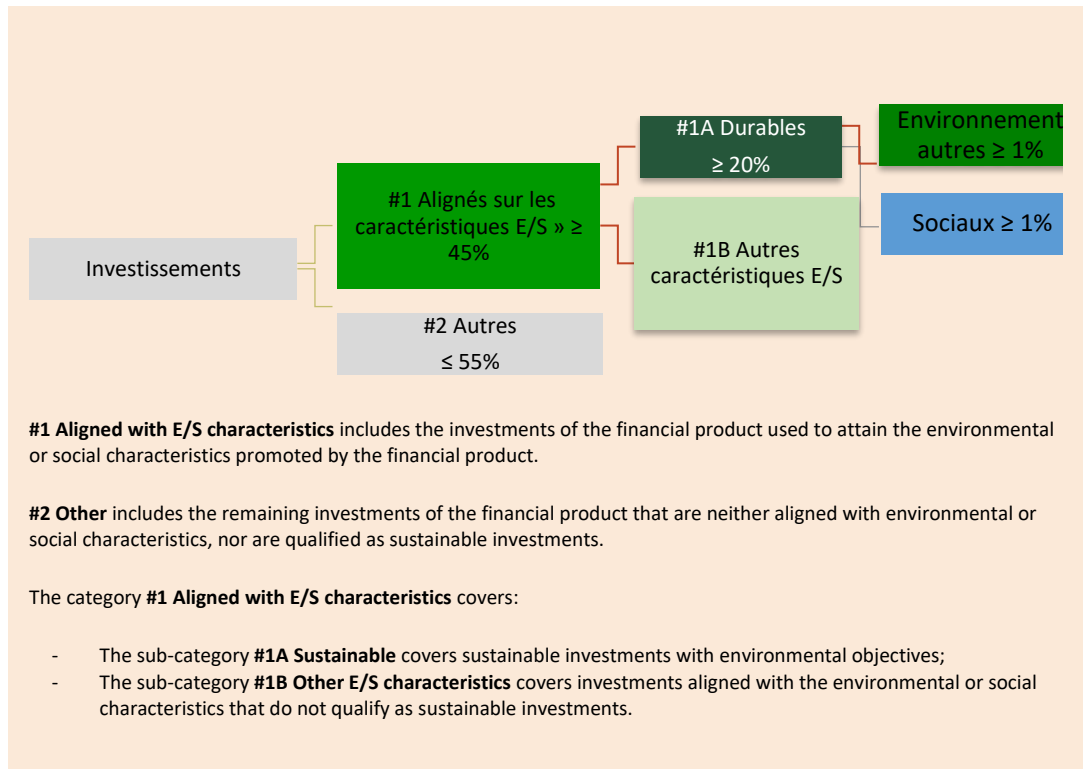 Investissements
#1 Alignés sur les
caractéristiques E/S » ≥
45%
#2 Autres
≤ 55%
#1A Durables
≥ 20%
#1B Autres
caractéristiques E/S
Environnement
autres ≥ 1%
Sociaux ≥ 1%
#1 Aligned with E/S characteristics includes the investments of the financial product used to attain the environmental
or social characteristics promoted by the financial product.
#2 Other includes the remaining investments of the financial product that are neither aligned with environmental or
social characteristics, nor are qualified as sustainable investments.
The category #1 Aligned with E/S characteristics covers:
- The sub-category #1A Sustainable covers sustainable investments with environmental objectives;
- The sub-category #1B Other E/S characteristics covers investments aligned with the environmental or social
characteristics that do not qualify as sustainable investments.